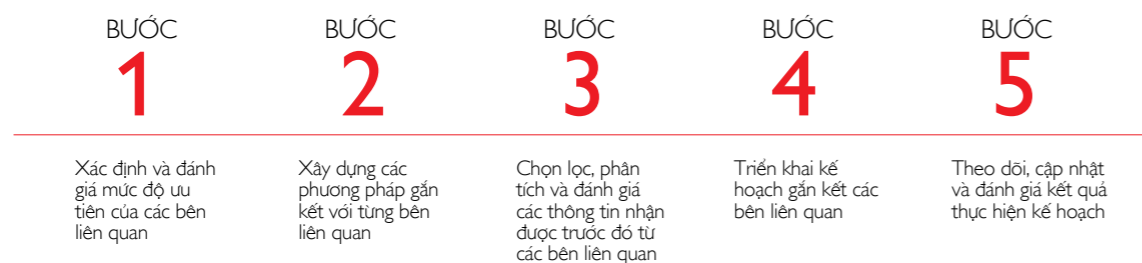 BƯỚC
1
Xác định và đánh
giá mức độ ưu
tiên của các bên
liên quan
BƯỚC
2
Xây dựng các
phương pháp gắn
kết với từng bên
liên quan
BƯỚC
3
Chọn lọc, phân
tích và đánh giá
các thông tin nhận
được trước đó từ
các bên liên quan
BƯỚC
4
Triển khai kế
hoạch gắn kết các
bên liên quan
BƯỚC
5
Theo dõi, cập nhật
và đánh giá kết quả
thực hiện kế hoạch